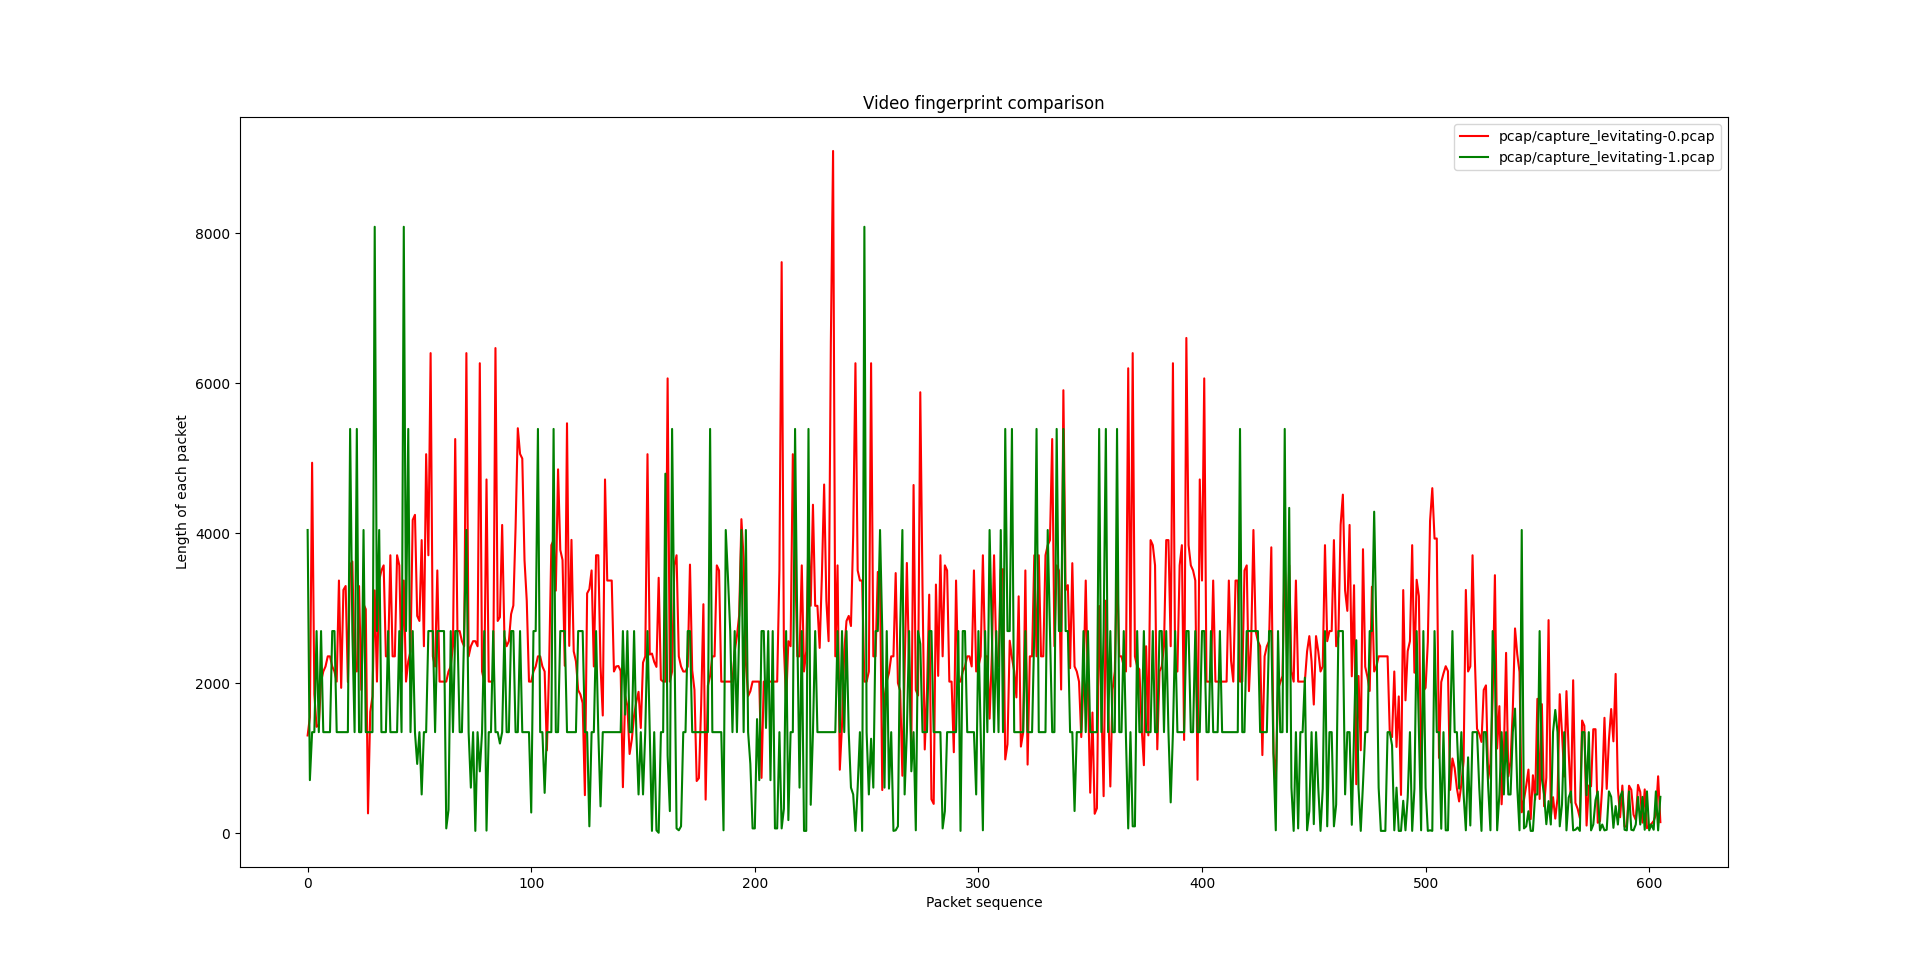 Video fingerprint comparison
pcap/capture_levitating-0.pcap
pcap/capture_levitating-1.pcap
Length of each packet
8000
6000
4000
2000
0
0 100 200 300 400 500 600
Packet sequence